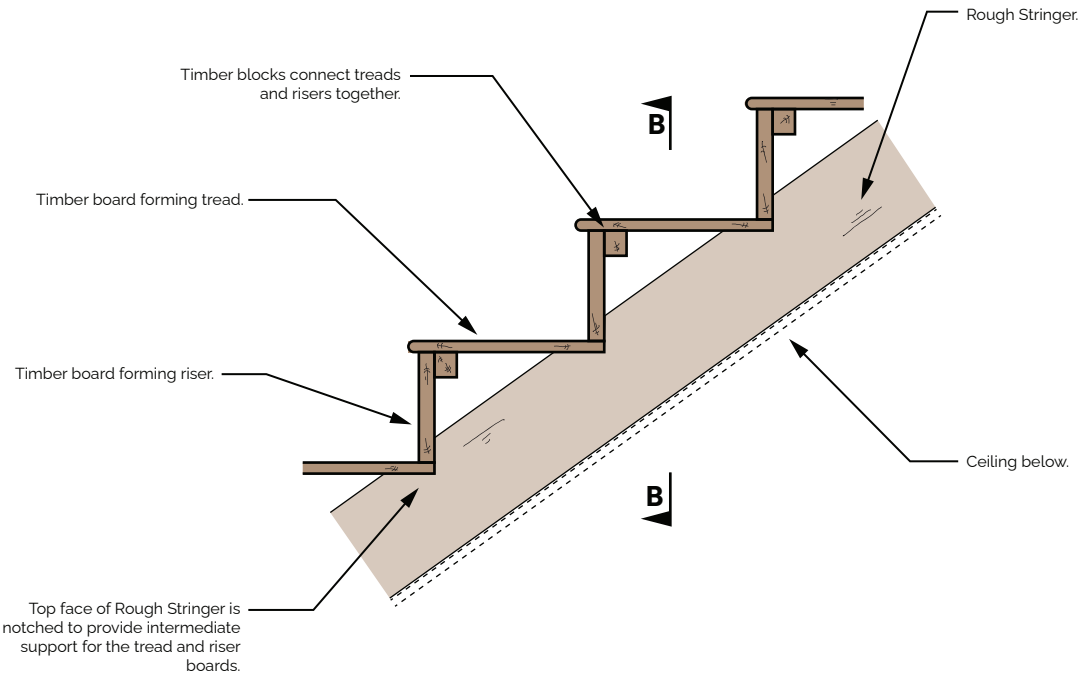 Rough Stringer.
Timber blocks connect treads
and risers together.
B
Timber board forming tread.
Timber board forming riser.
Ceiling below.
B
Top face of Rough Stringer is
notched to provide intermediate
support for the tread and riser
boards.